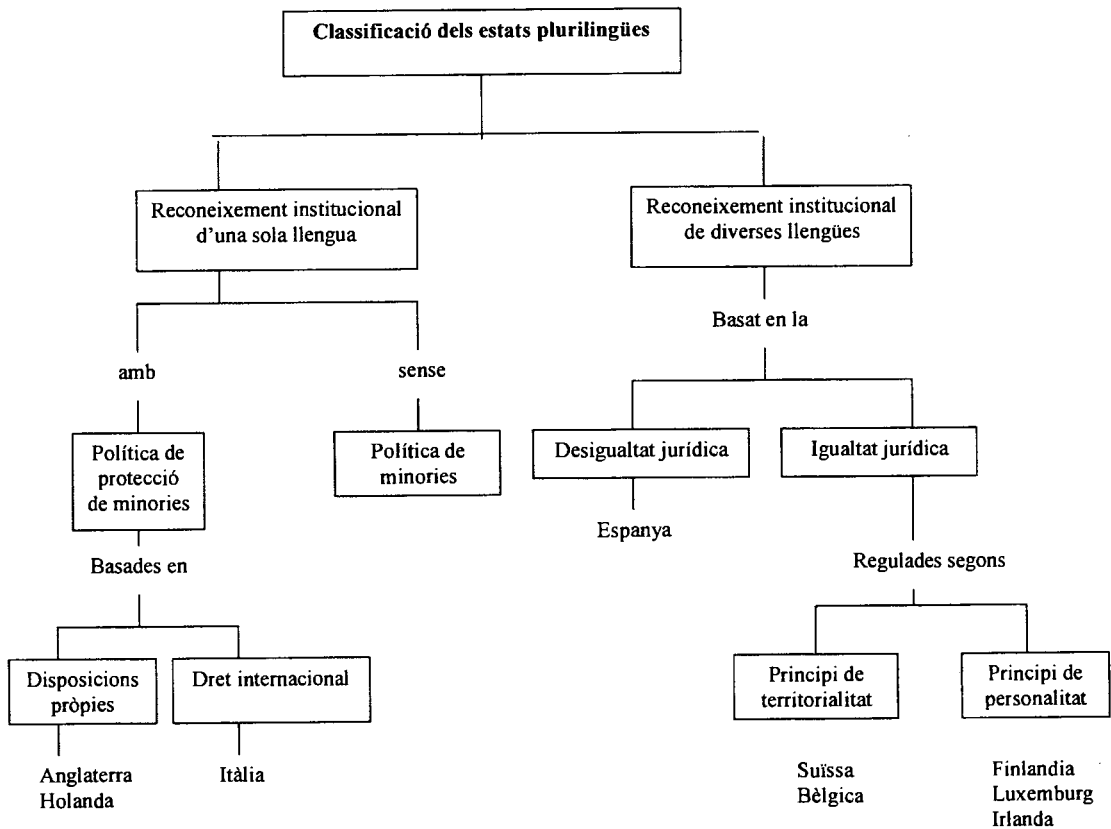 Classificació dels estats plurilingües
Reconeixement institucional
d'una sola llengua
Reconeixement institucional
de diverses llengües
Basat en la
amb
sense
Política de
protecció
de minories
Política de
minories
Desigualtat jurídica
Igualtat jurídica
Espanya
Basades en
Regulades segons
Disposicions
pròpies
Dret internacional
Principi de
territorialitat
Principi de
personalitat
Anglaterra
Holanda
Itàlia
Suïssa
Bèlgica
Finlandia
Luxemburg
Irlanda